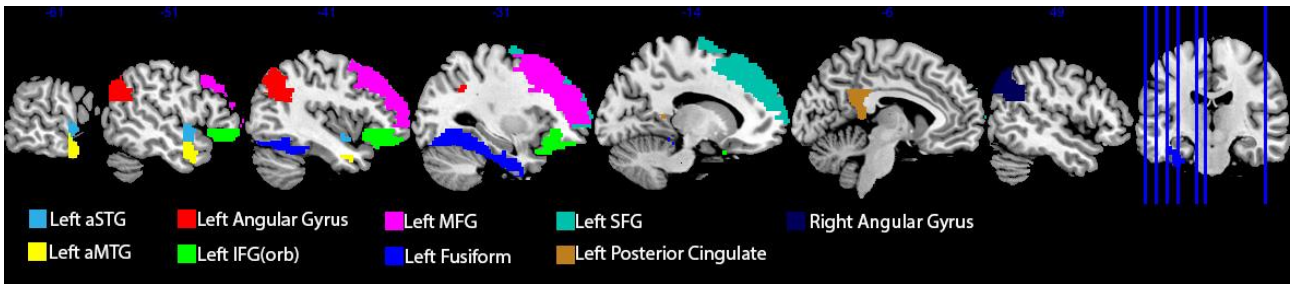 -61 -51 -41 -31 -14 -6 49
Left aSTG Left Angular Gyrus Left MFG Left SFG Right Angular Gyrus
Left aMTG Left IFG(orb) Left Fusiform Left Posterior Cingulate